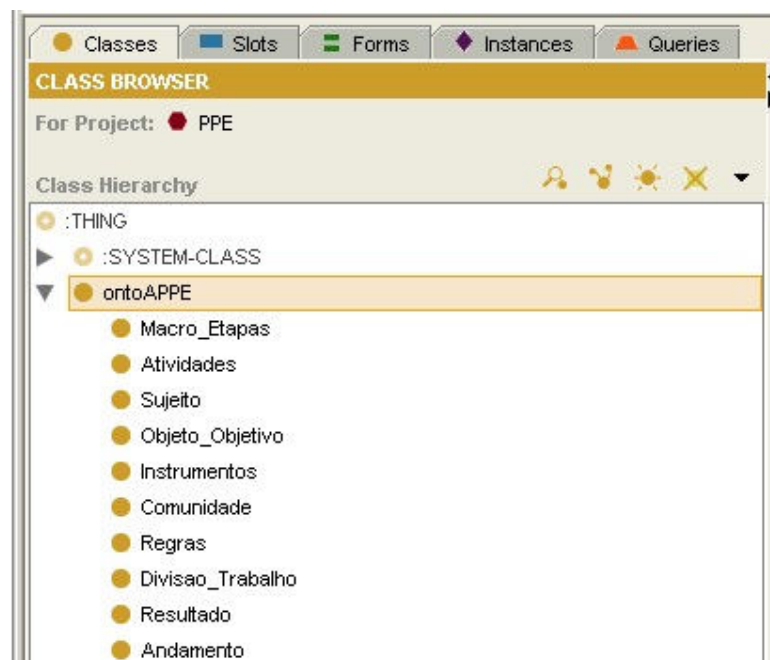 Classes Slots Forms Instances Queries
CLASS BROWSER
For Project: PPE
Class Hierarchy
:THING
:SYSTEM-CLASS
ontoAPPE
Macro_Etapas
Atividades
Sujeito
Objeto_Objetivo
Instrumentos
Comunidade
Regras
Divisao_Trabalho
Resultado
Andamento